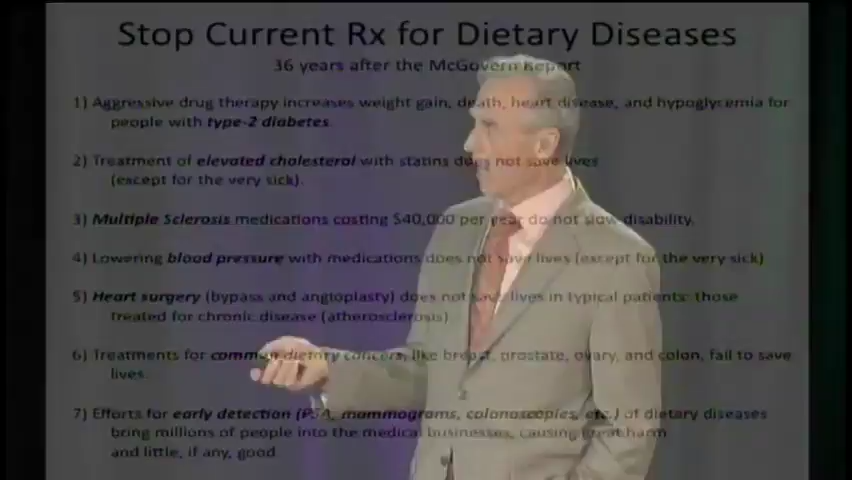 Stop Current Rx for Dietary Diseases
36 years after the McGovern Report
1) Aggressive drug therapy increases weight gain, death, heart disease, and hypoglycemia for
people with type-2 diabetes.
2) Treatment of elevated cholesterol with statins does not save lives
(except for the very sick).
3) Multiple Sclerosis medications costing $40,000 per year do not slow disability.
4) Lowering blood pressure with medications does not save lives (except for the very sick)
5) Heart surgery (bypass and angioplasty) does not save lives in typical patients: those
treated for chronic disease (atherosclerosis).
6) Treatments for common dietary cancers, like breast, prostate, ovary, and colon, fail to save
lives.
7) Efforts for early detection (PSA, mammograms, colonoscopies, etc.) of dietary diseases
bring millions of people into the medical businesses, causing great harm
and little, if any, good